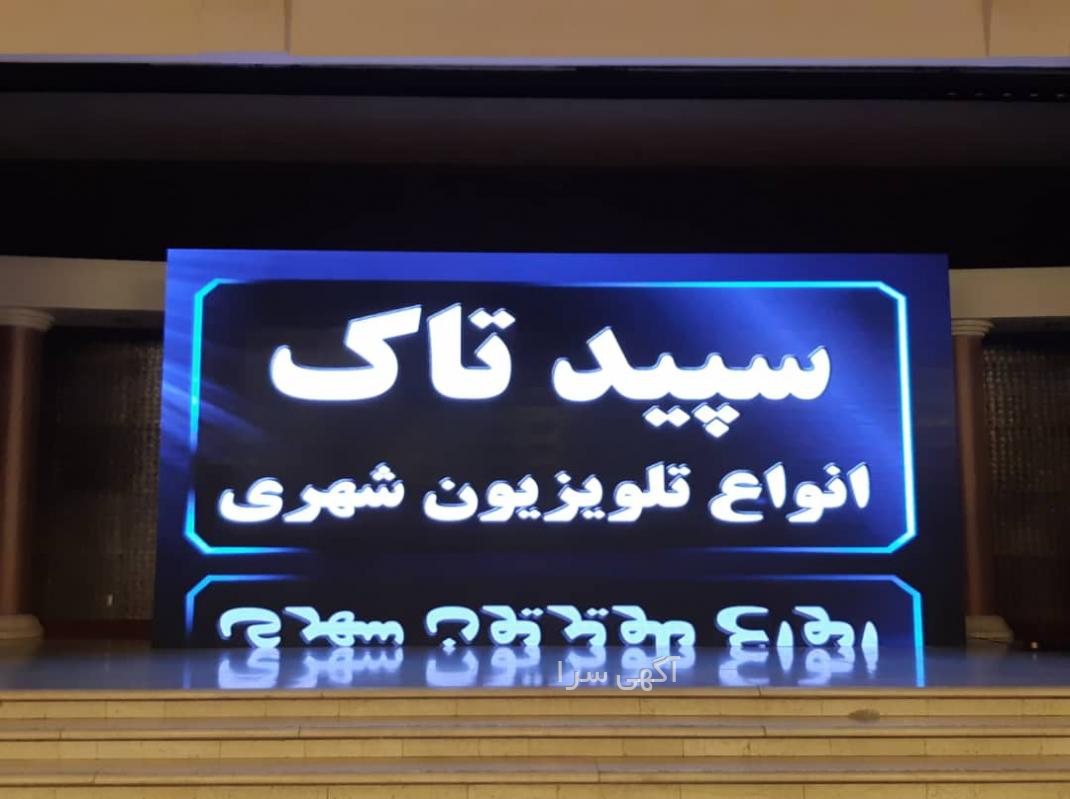 سپید تاک
انواع تلویزیون شهری
آگهی سرا